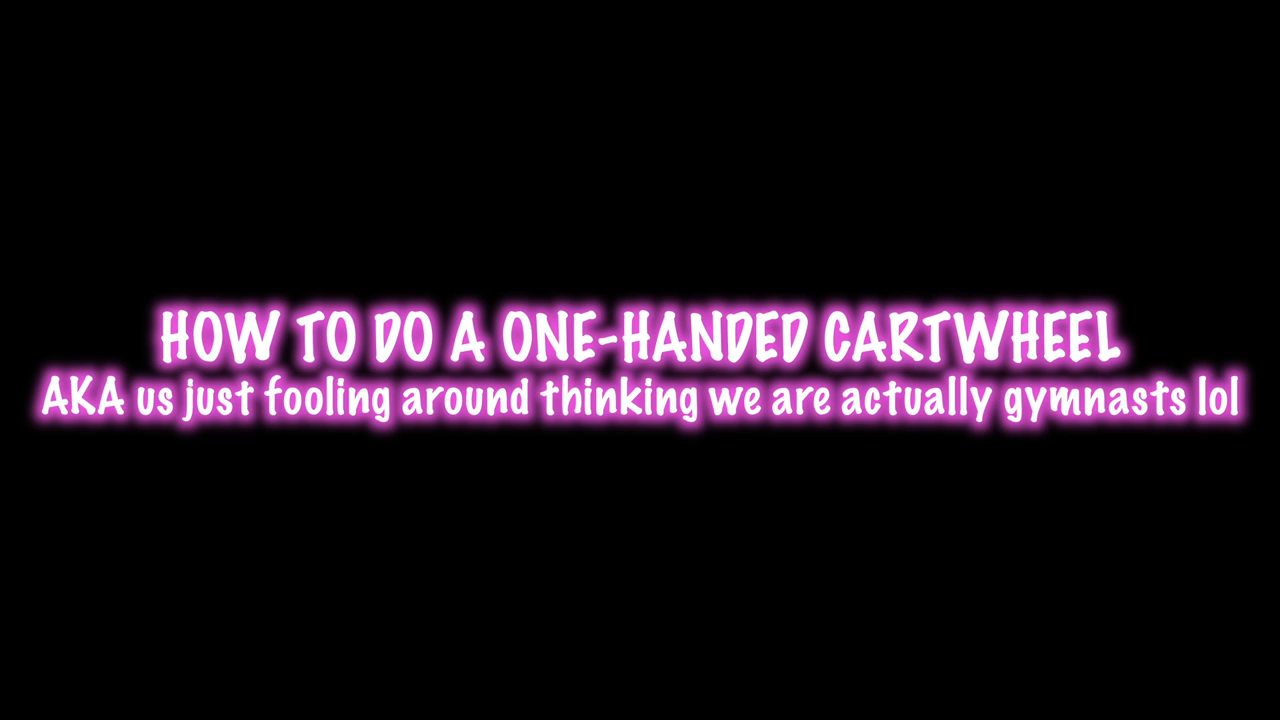 HOW TO DO A ONE-HANDED CARTWHEEL
AKA us just fooling around thinking we are actually gymnasts lol